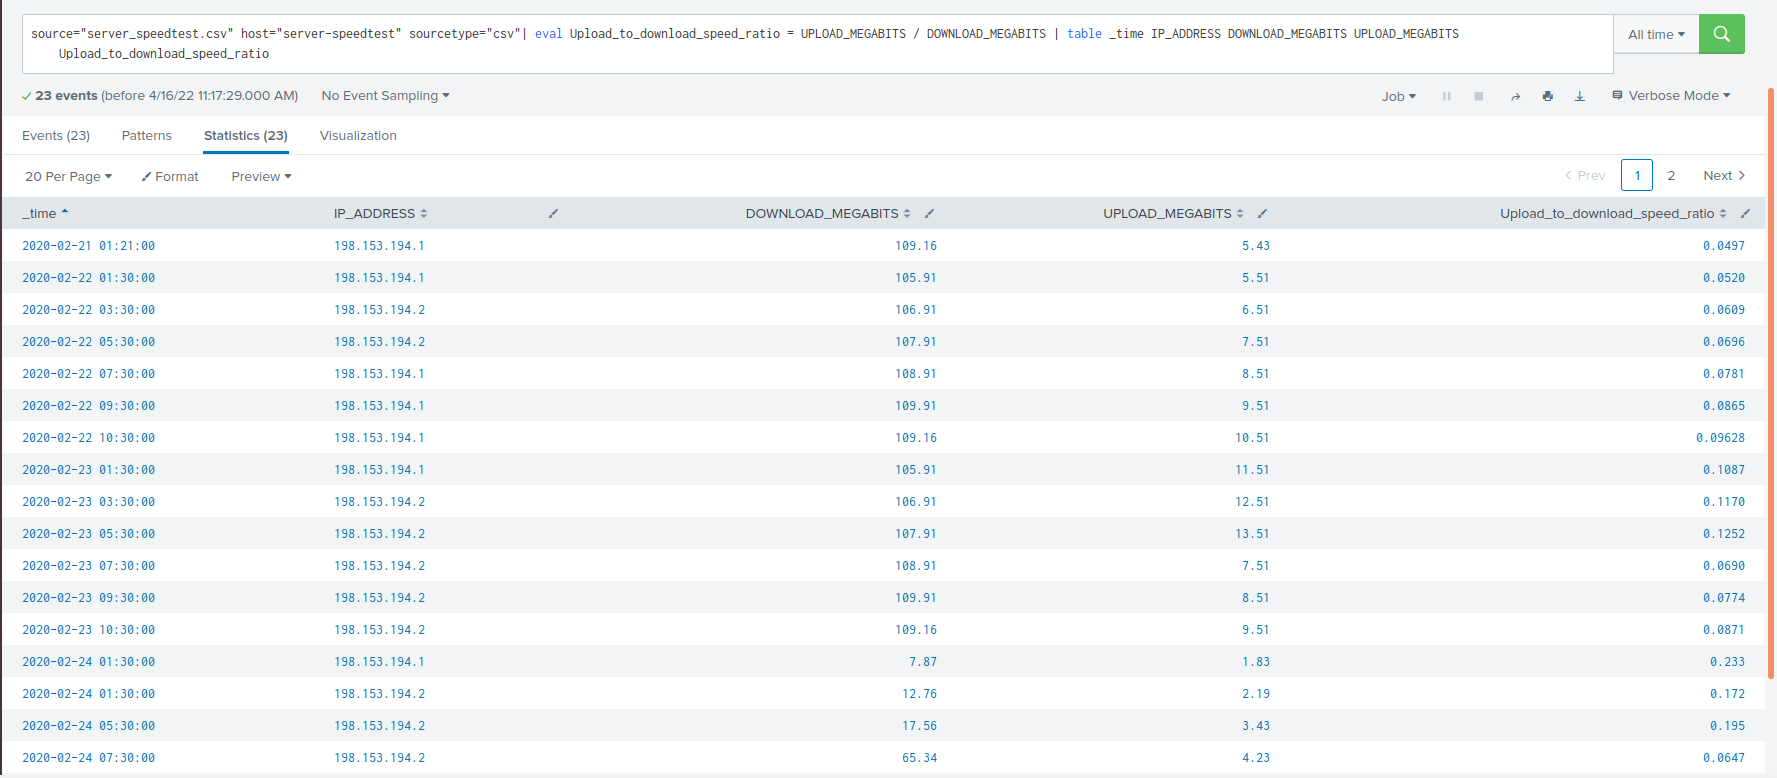 source="server_speedtest.csv" host="server-speedtest" sourcetype="csv"| eval Upload_to_download_speed_ratio = UPLOAD_MEGABITS / DOWNLOAD_MEGABITS | table _time IP_ADDRESS DOWNLOAD_MEGABITS UPLOAD_MEGABITS
Upload_to_download_speed_ratio
All time
23 events (before 4/16/22 11:17:29.000 AM) No Event Sampling Job Verbose Mode
Events (23) Patterns Statistics (23) Visualization
20 Per Page Format Preview Prev 1 2 Next
_time IP_ADDRESS DOWNLOAD_MEGABITS UPLOAD_MEGABITS Upload_to_download_speed_ratio
2020-02-21 01:21:00 198.153.194.1 109.16 5.43 0.0497
2020-02-22 01:30:00 198.153.194.1 105.91 5.51 0.0520
2020-02-22 03:30:00 198.153.194.2 106.91 6.51 0.0609
2020-02-22 05:30:00 198.153.194.2 107.91 7.51 0.0696
2020-02-22 07:30:00 198.153.194.1 108.91 8.51 0.0781
2020-02-22 09:30:00 198.153.194.1 109.91 9.51 0.0865
2020-02-22 10:30:00 198.153.194.1 109.16 10.51 0.09628
2020-02-23 01:30:00 198.153.194.1 105.91 11.51 0.1087
2020-02-23 03:30:00 198.153.194.2 106.91 12.51 0.1170
2020-02-23 05:30:00 198.153.194.2 107.91 13.51 0.1252
2020-02-23 07:30:00 198.153.194.2 108.91 7.51 0.0690
2020-02-23 09:30:00 198.153.194.2 109.91 8.51 0.0774
2020-02-23 10:30:00 198.153.194.2 109.16 9.51 0.0871
2020-02-24 01:30:00 198.153.194.1 7.87 1.83 0.233
2020-02-24 01:30:00 198.153.194.2 12.76 2.19 0.172
2020-02-24 05:30:00 198.153.194.2 17.56 3.43 0.195
2020-02-24 07:30:00 198.153.194.2 65.34 4.23 0.0647